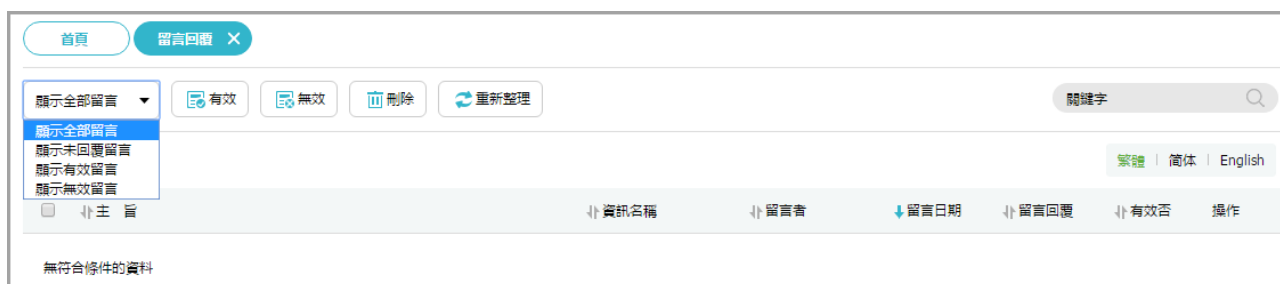 首頁 留言回覆
顯示全部留言 有效 無效 刪除 重新整理 關鍵字
顯示全部留言
顯示未回覆留言
顯示有效留言
顯示無效留言
繁體 简体 English
主 旨 資訊名稱 留言者 留言日期 留言回覆 有效否 操作
無符合條件的資料